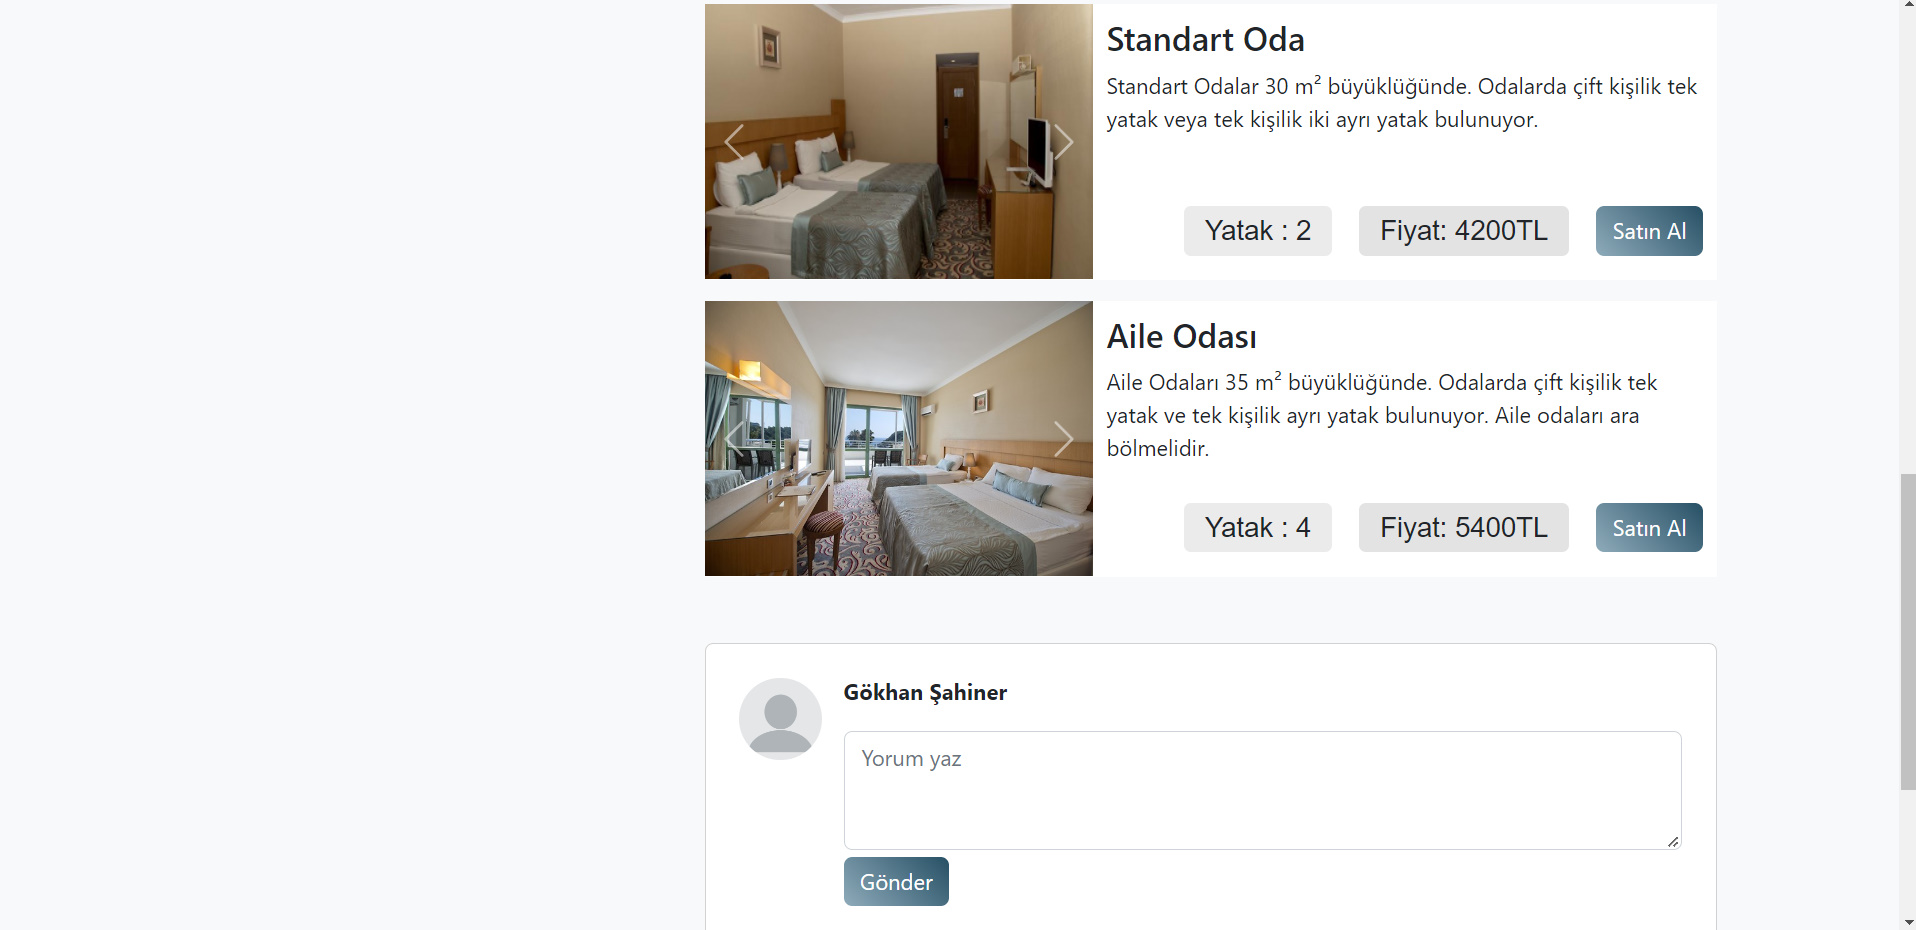 Standart Oda
Standart Odalar 30 m² büyüklüğünde. Odalarda çift kişilik tek
yatak veya tek kişilik iki ayrı yatak bulunuyor.
Yatak : 2
Fiyat: 4200TL
Satın Al
Aile Odası
Aile Odaları 35 m² büyüklüğünde. Odalarda çift kişilik tek
yatak ve tek kişilik ayrı yatak bulunuyor. Aile odaları ara
bölmelidir.
Yatak : 4
Fiyat: 5400TL
Satın Al
Gökhan Şahiner
Yorum yaz
Gönder